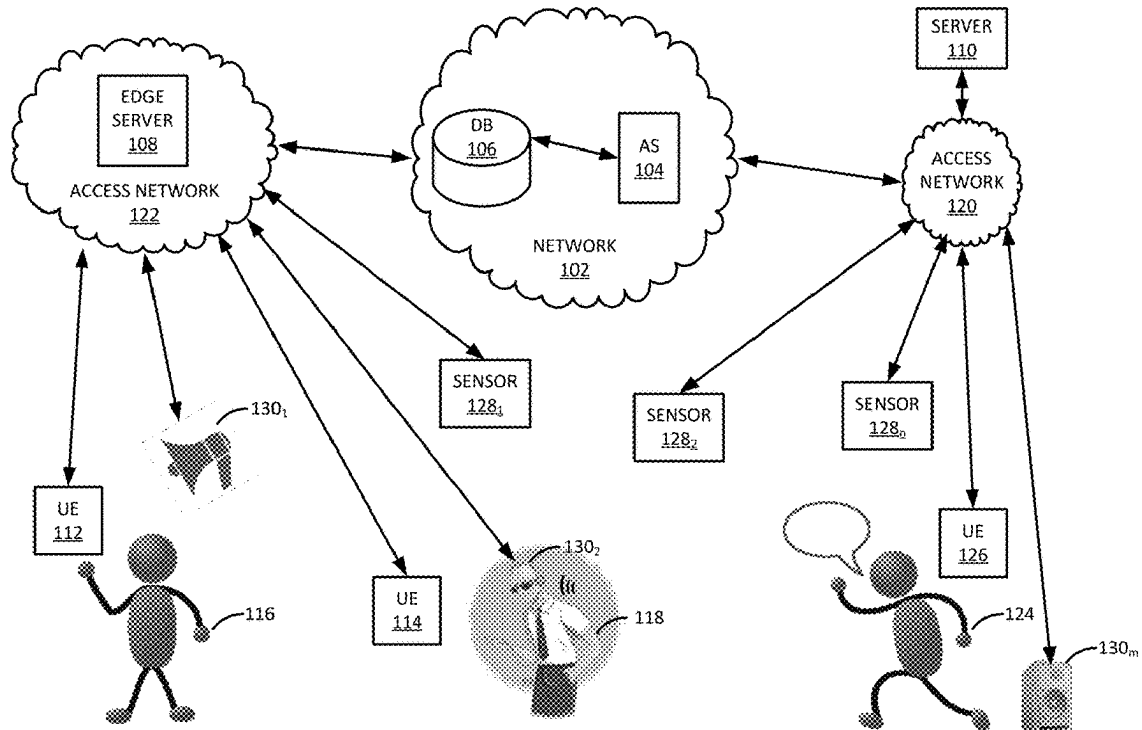 SERVER
110
EDGE
SERVER
108
ACCESS NETWORK
122
DB
106
AS
104
NETWORK
102
ACCESS
NETWORK
120
SENSOR
128₁
SENSOR
128₂
SENSOR
128ₙ
130₁
UE
112
116
UE
114
130₂
118
UE
126
124
130ₘ